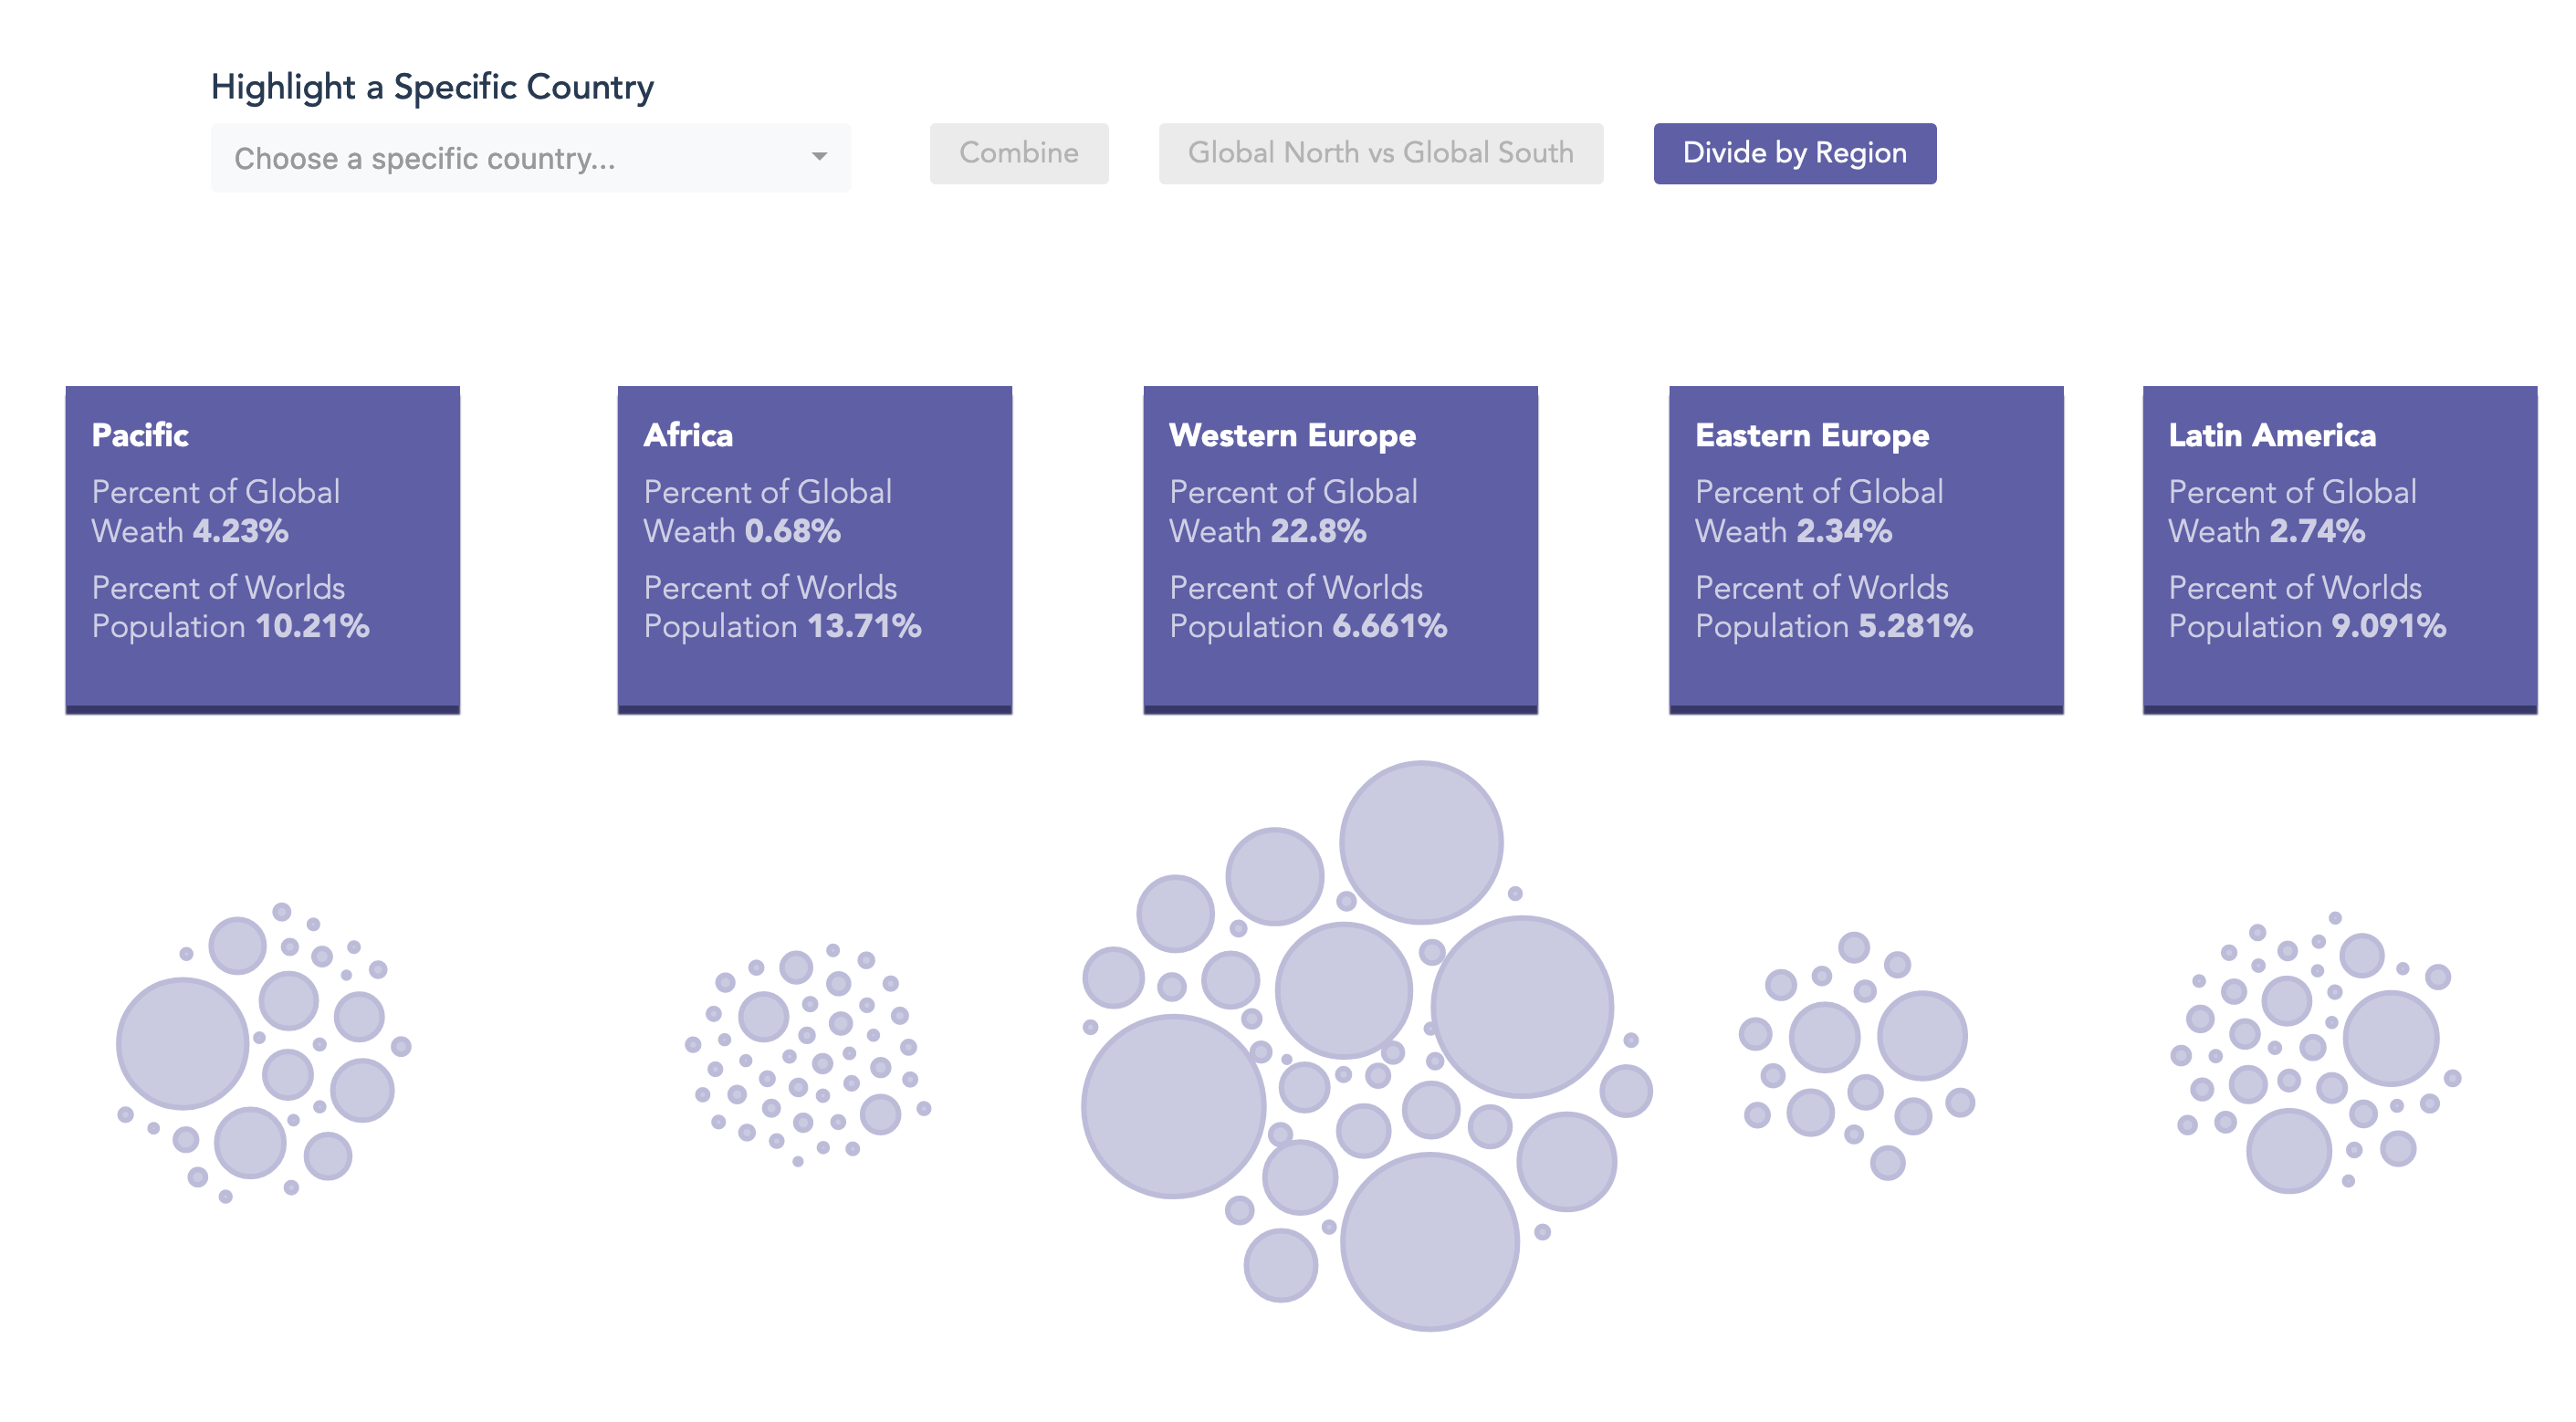 Highlight a Specific Country
Choose a specific country...
Combine
Global North vs Global South
Divide by Region
Pacific
Percent of Global
Weath 4.23%
Percent of Worlds
Population 10.21%
Africa
Percent of Global
Weath 0.68%
Percent of Worlds
Population 13.71%
Western Europe
Percent of Global
Weath 22.8%
Percent of Worlds
Population 6.661%
Eastern Europe
Percent of Global
Weath 2.34%
Percent of Worlds
Population 5.281%
Latin America
Percent of Global
Weath 2.74%
Percent of Worlds
Population 9.091%